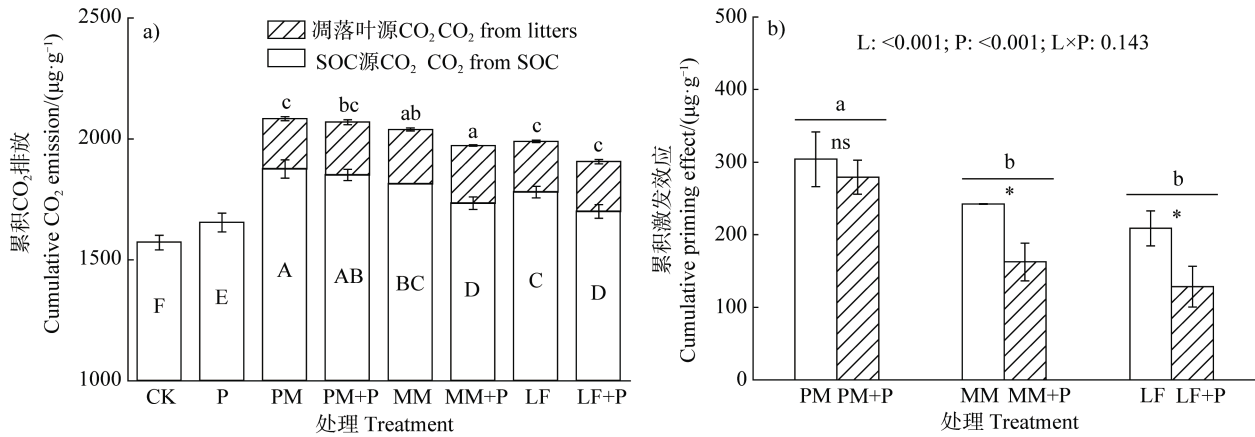 a)
凋落叶源CO₂ CO₂ from litters
SOC源CO₂ CO₂ from SOC
2500
2000
1500
1000
累积CO₂排放
Cumulative CO₂ emission/(μg·g⁻¹)
c bc ab a c c
F E A AB BC D C D
CK P PM PM+P MM MM+P LF LF+P
处理 Treatment
b)
L: <0.001; P: <0.001; L×P: 0.143
500
400
300
200
100
0
累积激发效应
Cumulative priming effect/(μg·g⁻¹)
a
ns
b
*
b
*
PM PM+P MM MM+P LF LF+P
处理 Treatment